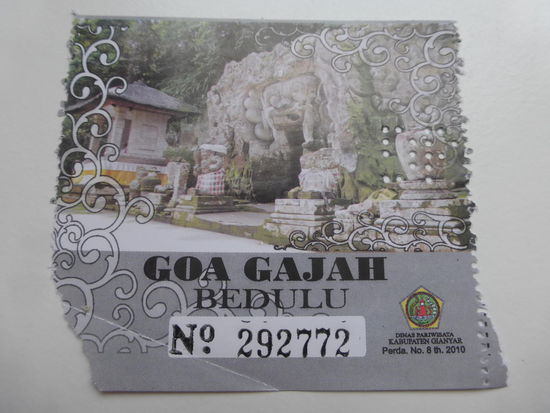 GOA GAJAH
BEDULU
Nº 292772
DINAS PARIWISATA
KABUPATEN GIANYAR
Perda. No. 8 th. 2010